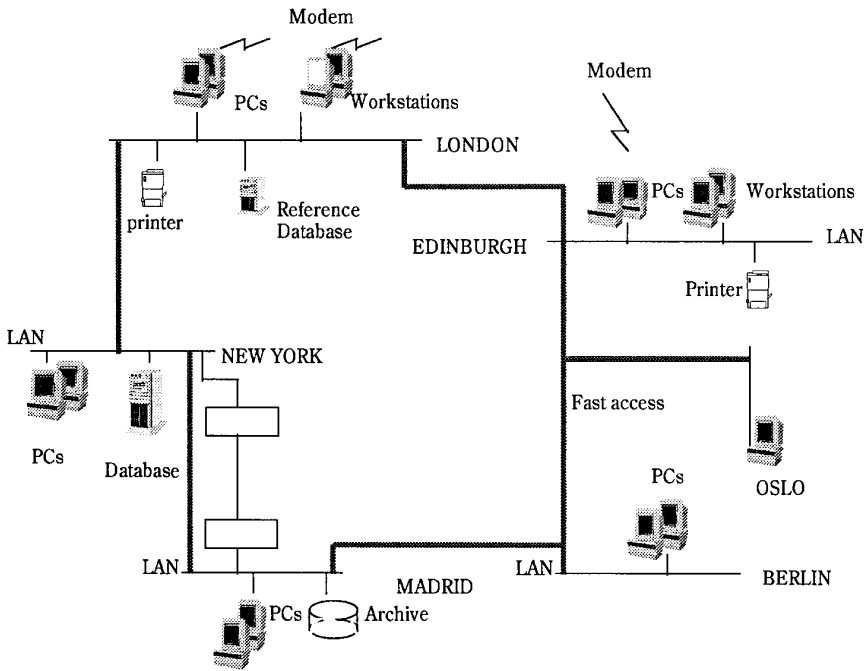 Modem
PCs
Workstations
LONDON
printer
Reference
Database
Modem
PCs
Workstations
EDINBURGH
LAN
Printer
LAN
NEW YORK
PCs
Database
Fast access
OSLO
PCs
LAN
MADRID
PCs
Archive
LAN
BERLIN